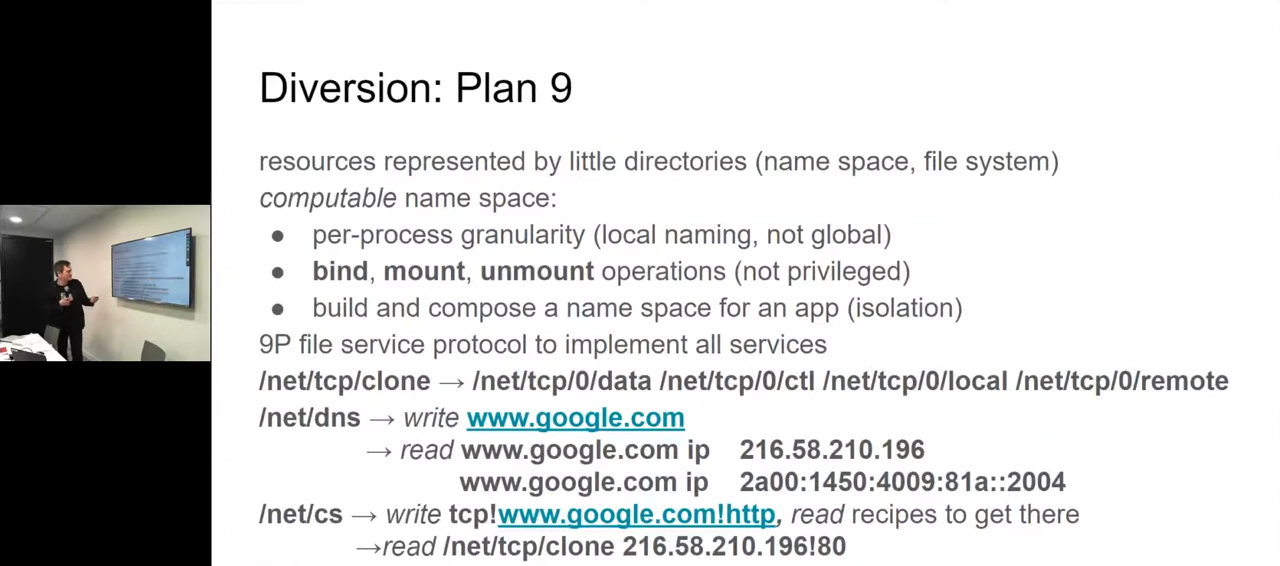 Diversion: Plan 9
resources represented by little directories (name space, file system)
computable name space:
● per-process granularity (local naming, not global)
● bind, mount, unmount operations (not privileged)
● build and compose a name space for an app (isolation)
9P file service protocol to implement all services
/net/tcp/clone → /net/tcp/0/data /net/tcp/0/ctl /net/tcp/0/local /net/tcp/0/remote
/net/dns → write www.google.com
→ read www.google.com ip 216.58.210.196
www.google.com ip 2a00:1450:4009:81a::2004
/net/cs → write tcp!www.google.com!http, read recipes to get there
→read /net/tcp/clone 216.58.210.196!80